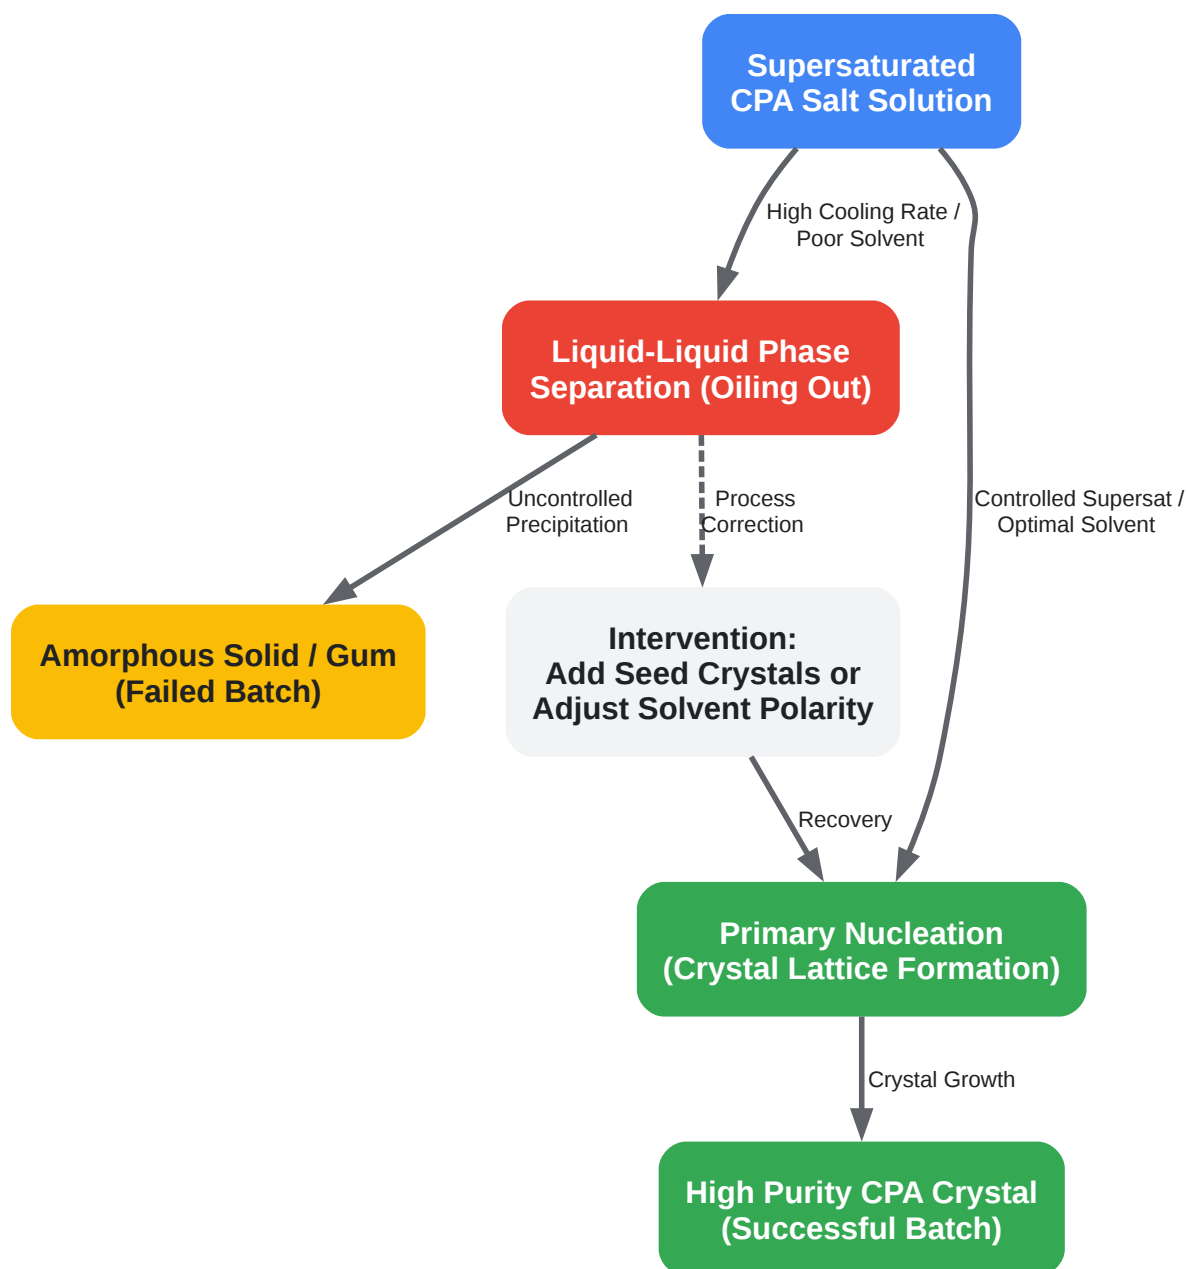 Supersaturated
CPA Salt Solution
High Cooling Rate /
Poor Solvent
Liquid-Liquid Phase
Separation (Oiling Out)
Uncontrolled
Precipitation
Process
Correction
Controlled Supersat /
Optimal Solvent
Amorphous Solid / Gum
(Failed Batch)
Intervention:
Add Seed Crystals or
Adjust Solvent Polarity
Recovery
Primary Nucleation
(Crystal Lattice Formation)
Crystal Growth
High Purity CPA Crystal
(Successful Batch)